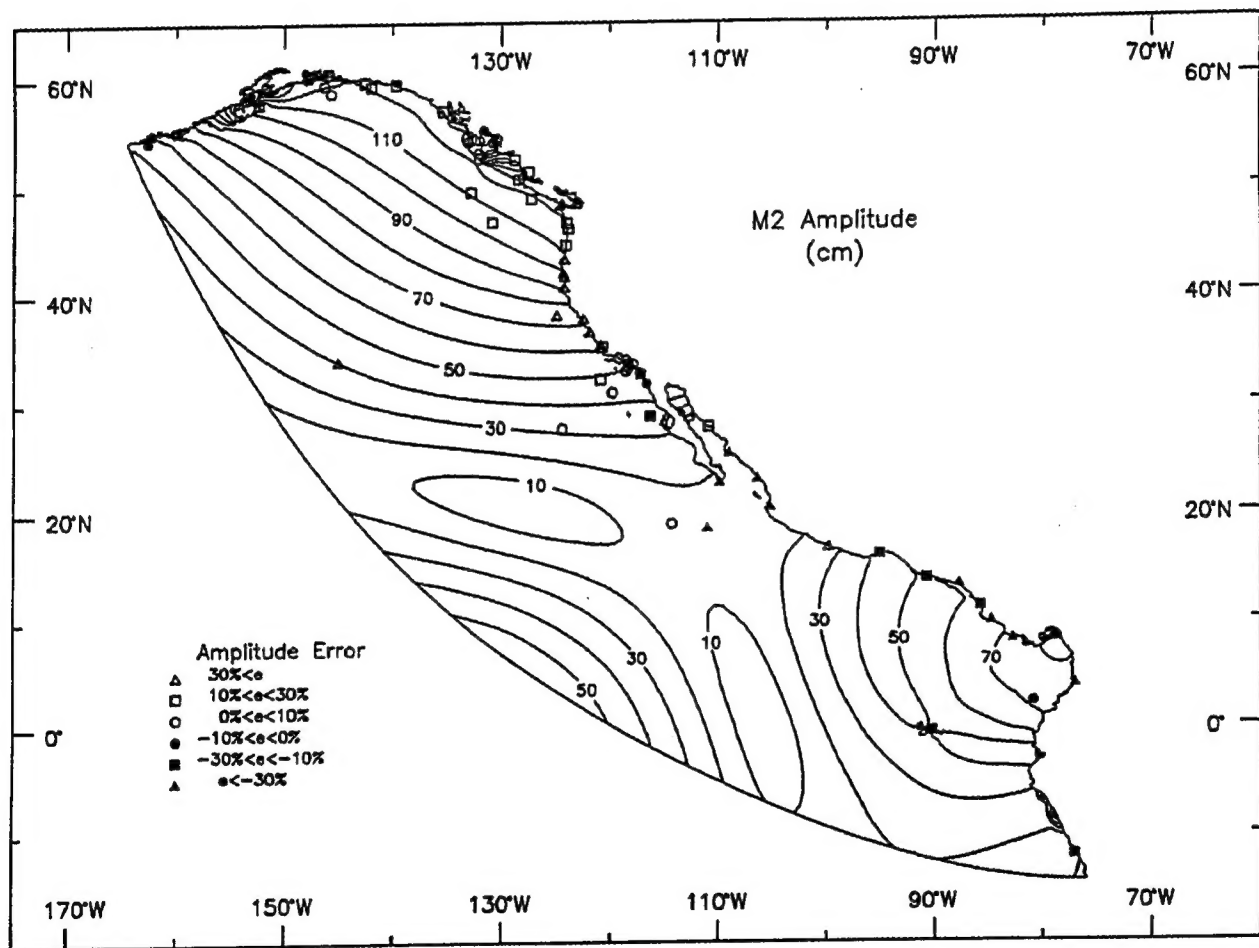 130°W 110°W 90°W 70°W
60°N 60°N
110
M2 Amplitude
(cm)
90
40°N 70 40°N
50
30
10
20°N 20°N
30 50
10
30 70
50
Amplitude Error
30%<e
10%<e<30%
0%<e<10%
-10%<e<0%
-30%<e<-10%
e<-30%
0° 0°
170°W 150°W 130°W 110°W 90°W 70°W